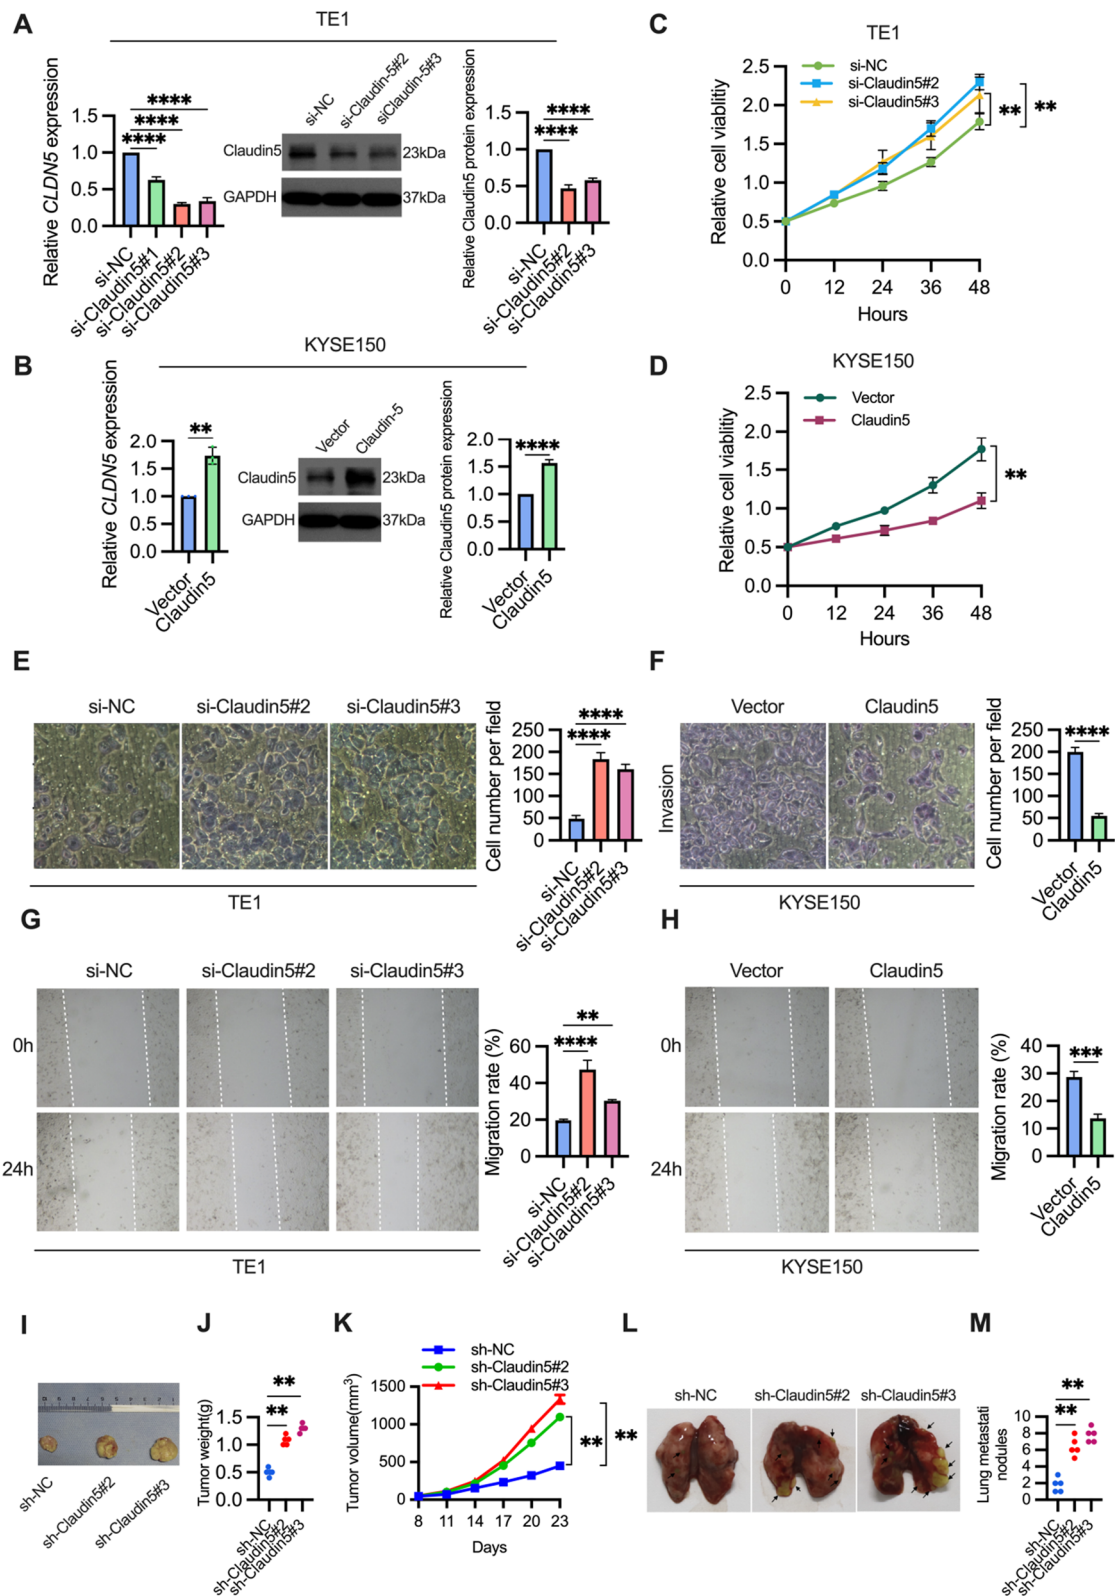 A
TE1
Relative CLDN5 expression
1.5
1.0
0.5
0.0
****
****
****
si-NC
si-Claudin5#1
si-Claudin5#2
si-Claudin5#3
si-NC
si-Claudin-5#2
siClaudin-5#3
Claudin5
23kDa
GAPDH
37kDa
Relative Claudin5 protein expression
1.5
1.0
0.5
0.0
****
****
si-NC
si-Claudin5#2
si-Claudin5#3
C
TE1
si-NC
si-Claudin5#2
si-Claudin5#3
Relative cell viablitiy
2.5
2.0
1.5
1.0
0.5
0.0
** **
0 12 24 36 48
Hours
B
KYSE150
Relative CLDN5 expression
2.0
1.5
1.0
0.5
0.0
**
Vector
Claudin5
Vector
Claudin-5
Claudin5
23kDa
GAPDH
37kDa
Relative Claudin5 protein expression
2.0
1.5
1.0
0.5
0.0
****
Vector
Claudin5
D
KYSE150
Vector
Claudin5
Relative cell viablitiy
2.5
2.0
1.5
1.0
0.5
0.0
**
0 12 24 36 48
Hours
E
si-NC si-Claudin5#2 si-Claudin5#3
TE1
Cell number per field
250
200
150
100
50
0
****
****
si-NC
si-Claudin5#2
si-Claudin5#3
F
Vector Claudin5
Invasion
KYSE150
Cell number per field
250
200
150
100
50
0
****
Vector
Claudin5
G
si-NC si-Claudin5#2 si-Claudin5#3
0h
24h
TE1
Migration rate (%)
60
40
20
0
**
****
si-NC
si-Claudin5#2
si-Claudin5#3
H
Vector Claudin5
0h
24h
KYSE150
Migration rate (%)
40
30
20
10
0
***
Vector
Claudin5
I
sh-NC
sh-Claudin5#2
sh-Claudin5#3
J
Tumor weight(g)
1.5
1.0
0.5
0.0
**
**
sh-NC
sh-Claudin5#2
sh-Claudin5#3
K
sh-NC
sh-Claudin5#2
sh-Claudin5#3
Tumor volume(mm3)
1500
1000
500
0
** **
8 11 14 17 20 23
Days
L
sh-NC sh-Claudin5#2 sh-Claudin5#3
M
Lung metastati
nodules
10
8
6
4
2
0
**
**
sh-NC
sh-Claudin5#2
sh-Claudin5#3